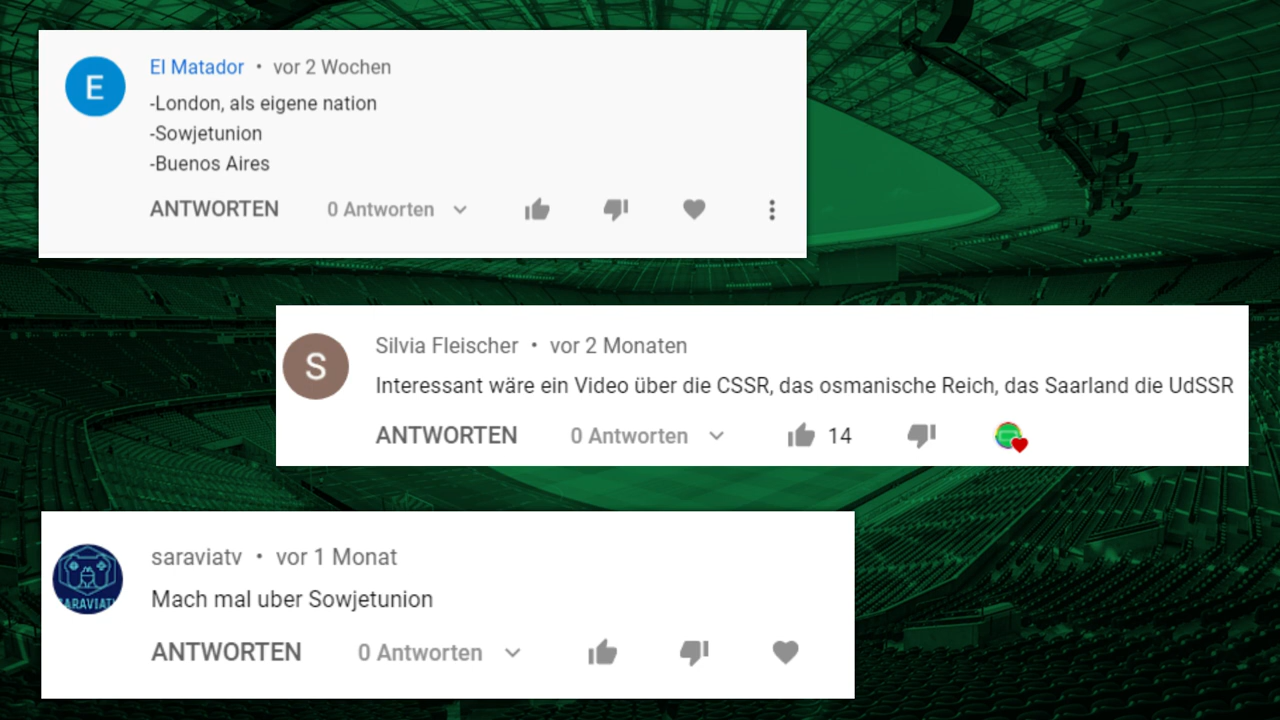 E
El Matador • vor 2 Wochen
-London, als eigene nation
-Sowjetunion
-Buenos Aires
ANTWORTEN 0 Antworten
S
Silvia Fleischer • vor 2 Monaten
Interessant wäre ein Video über die CSSR, das osmanische Reich, das Saarland die UdSSR
ANTWORTEN 0 Antworten 14
saraviatv • vor 1 Monat
Mach mal uber Sowjetunion
ANTWORTEN 0 Antworten